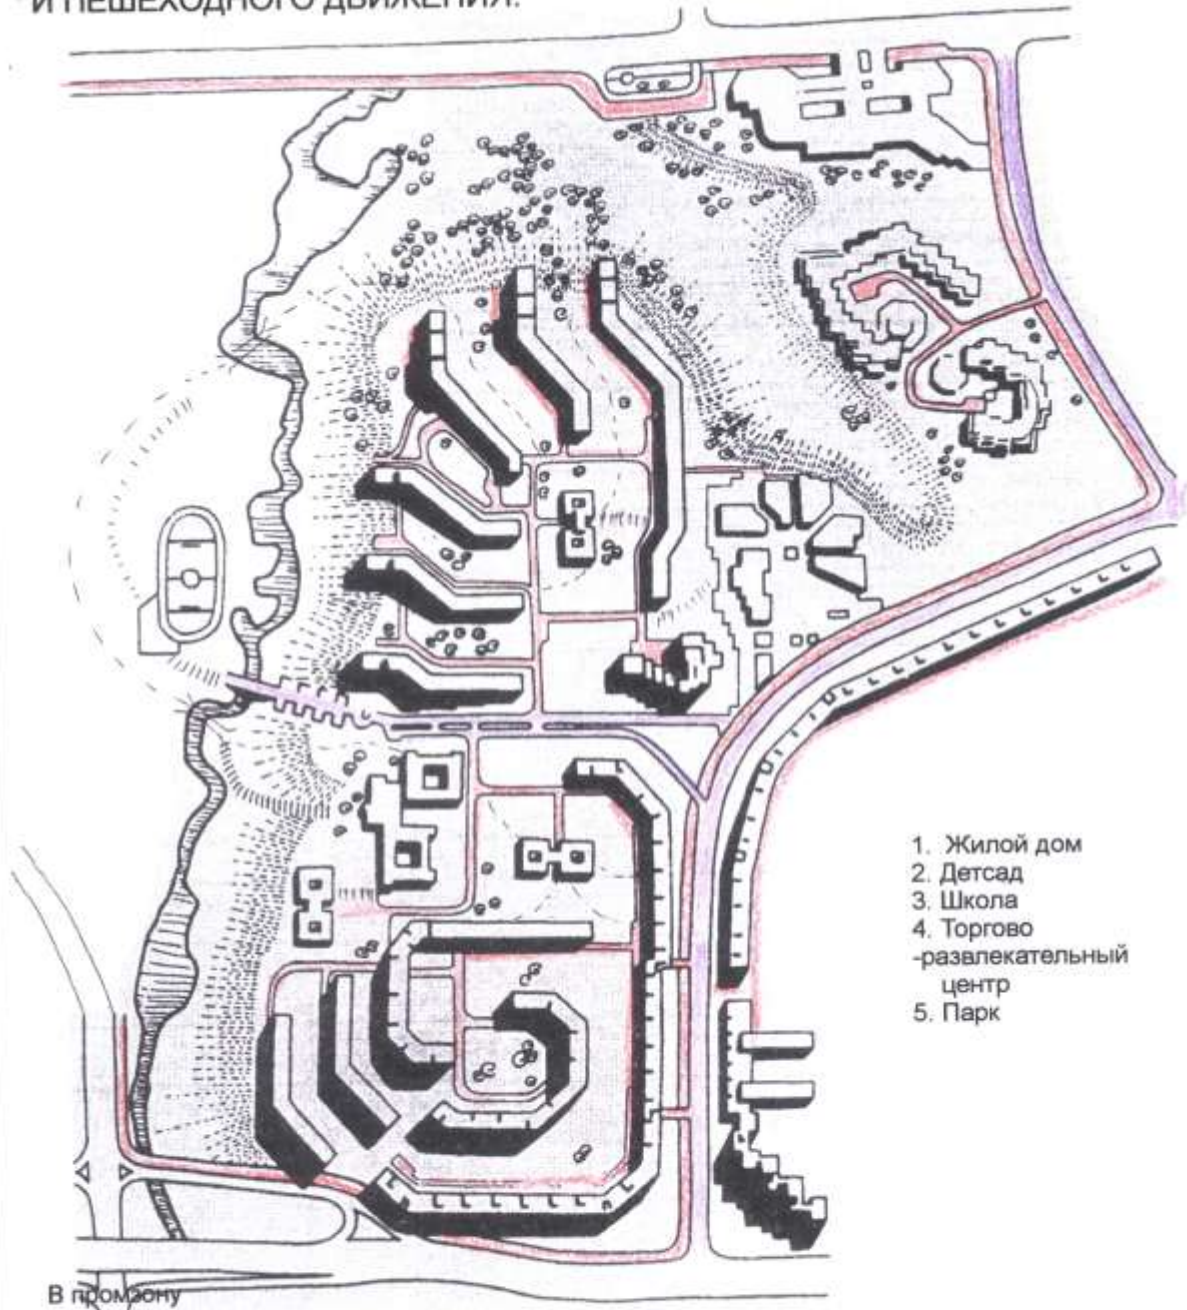 И ПЕШЕХОДНОГО ДВИЖЕНИЯ.
1. Жилой дом
2. Детсад
3. Школа
4. Торгово
-развлекательный
центр
5. Парк
В промзону